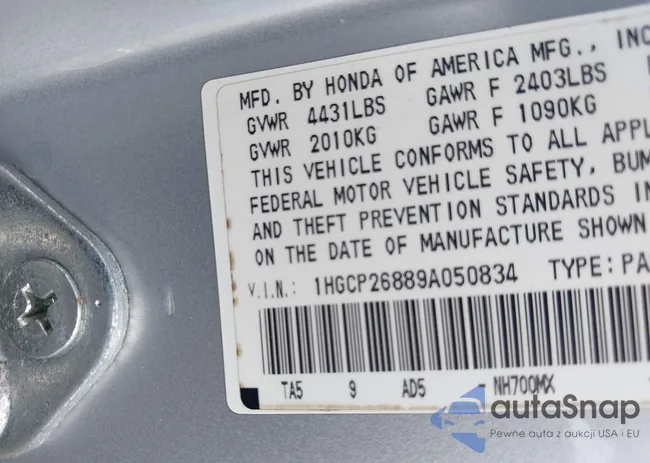 MFD. BY HONDA OF AMERICA MFG., INC
GVWR 4431LBS GAWR F 2403LBS
GVWR 2010KG GAWR F 1090KG
THIS VEHICLE CONFORMS TO ALL APPL
FEDERAL MOTOR VEHICLE SAFETY, BUM
AND THEFT PREVENTION STANDARDS IN
ON THE DATE OF MANUFACTURE SHOWN
V.I.N.: 1HGCP26889A050834 TYPE:PA
TA5 9 AD5 - NH700MX
autaSnap
Pewne auta z aukcji USA i EU